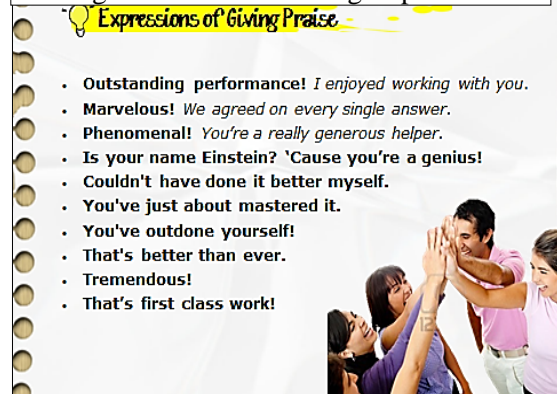 Expressions of Giving Praise
• Outstanding performance! I enjoyed working with you.
• Marvelous! We agreed on every single answer.
• Phenomenal! You're a really generous helper.
• Is your name Einstein? ‘Cause you’re a genius!
• Couldn't have done it better myself.
• You've just about mastered it.
• You've outdone yourself!
• That's better than ever.
• Tremendous!
• That’s first class work!